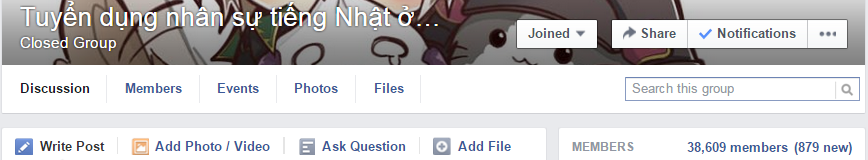 Tuyển dụng nhân sự tiếng Nhật ở...
Closed Group
Joined Share Notifications
Discussion Members Events Photos Files
Search this group
Write Post Add Photo / Video Ask Question Add File
MEMBERS 38,609 members (879 new)